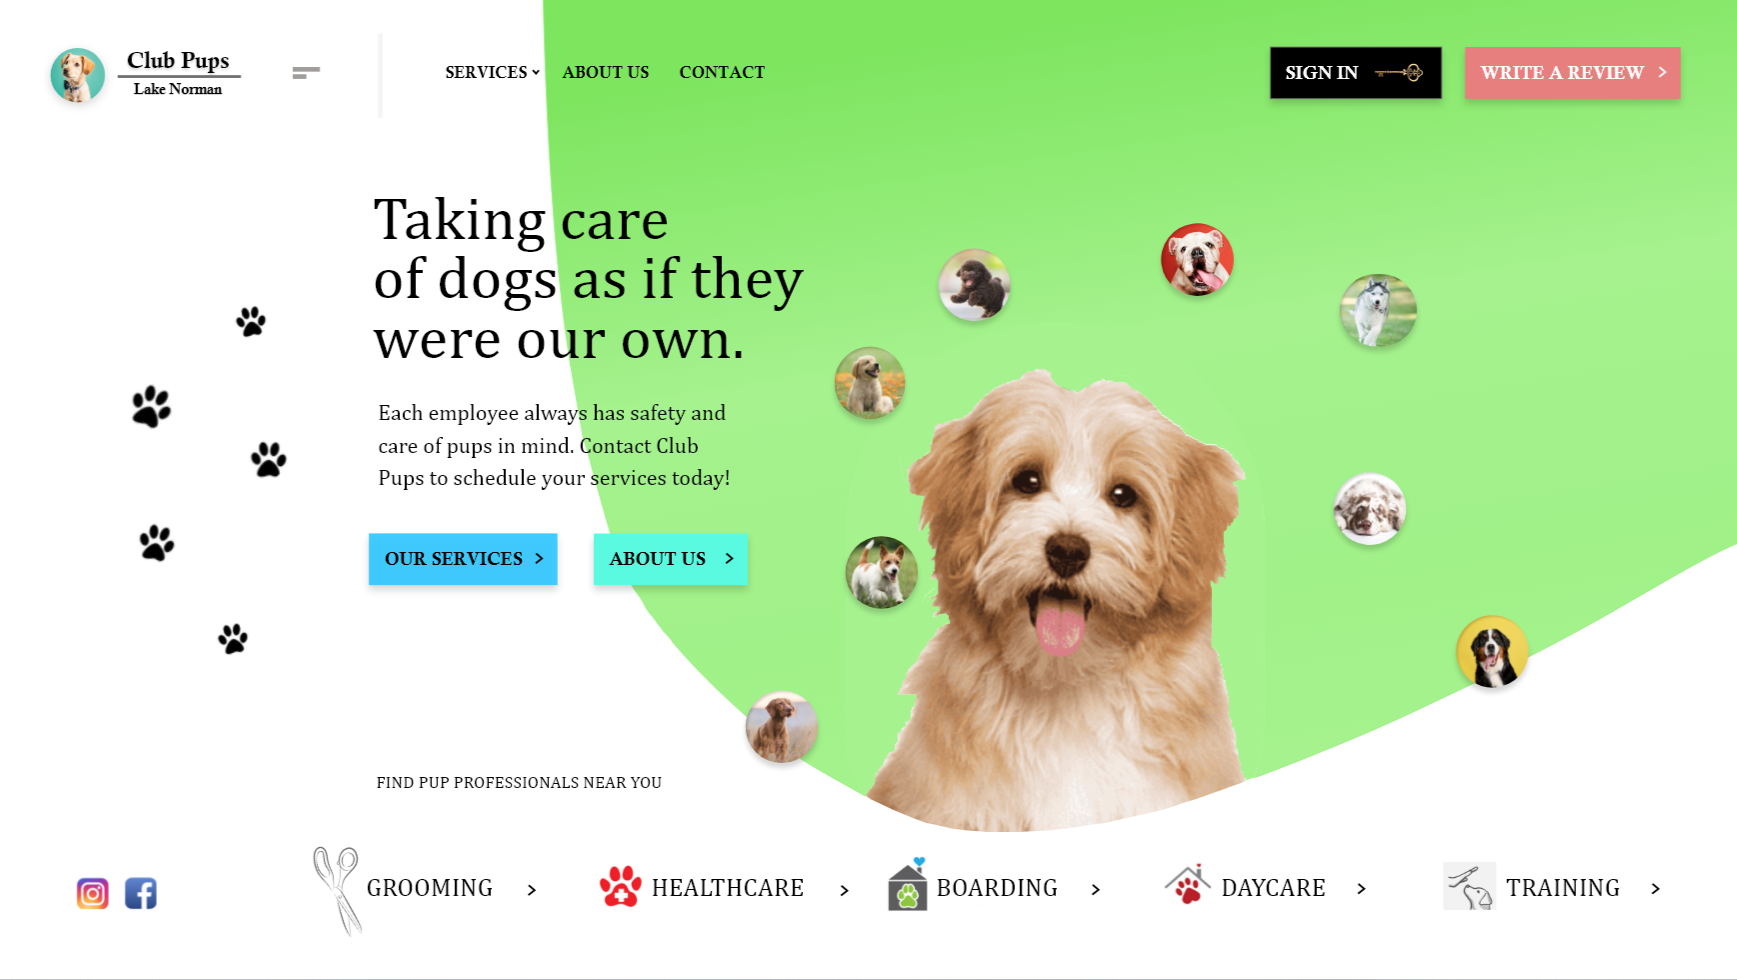 Club Pups
Lake Norman
SERVICES
ABOUT US
CONTACT
SIGN IN
WRITE A REVIEW
Taking care
of dogs as if they
were our own.
Each employee always has safety and
care of pups in mind. Contact Club
Pups to schedule your services today!
OUR SERVICES
ABOUT US
FIND PUP PROFESSIONALS NEAR YOU
GROOMING
HEALTHCARE
BOARDING
DAYCARE
TRAINING